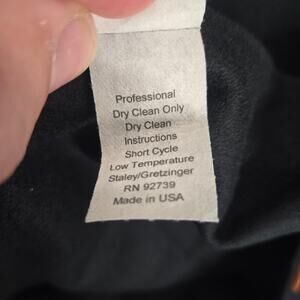 Professional
Dry Clean Only
Dry Clean
Instructions
Short Cycle
Low Temperature
Staley/Gretzinger
RN 92739
Made in USA